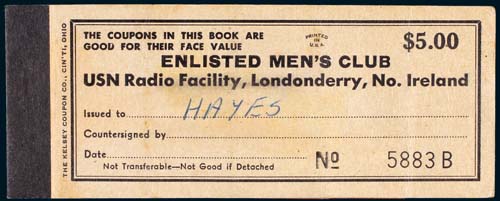 THE COUPONS IN THIS BOOK ARE
GOOD FOR THEIR FACE VALUE
PRINTED
IN
U.S.A.
$5.00
ENLISTED MEN'S CLUB
USN Radio Facility, Londonderry, No. Ireland
Issued to HAYES
Countersigned by
Date
Not Transferable—Not Good if Detached
No 5883 B
THE KELSEY COUPON CO., CIN'TI, OHIO